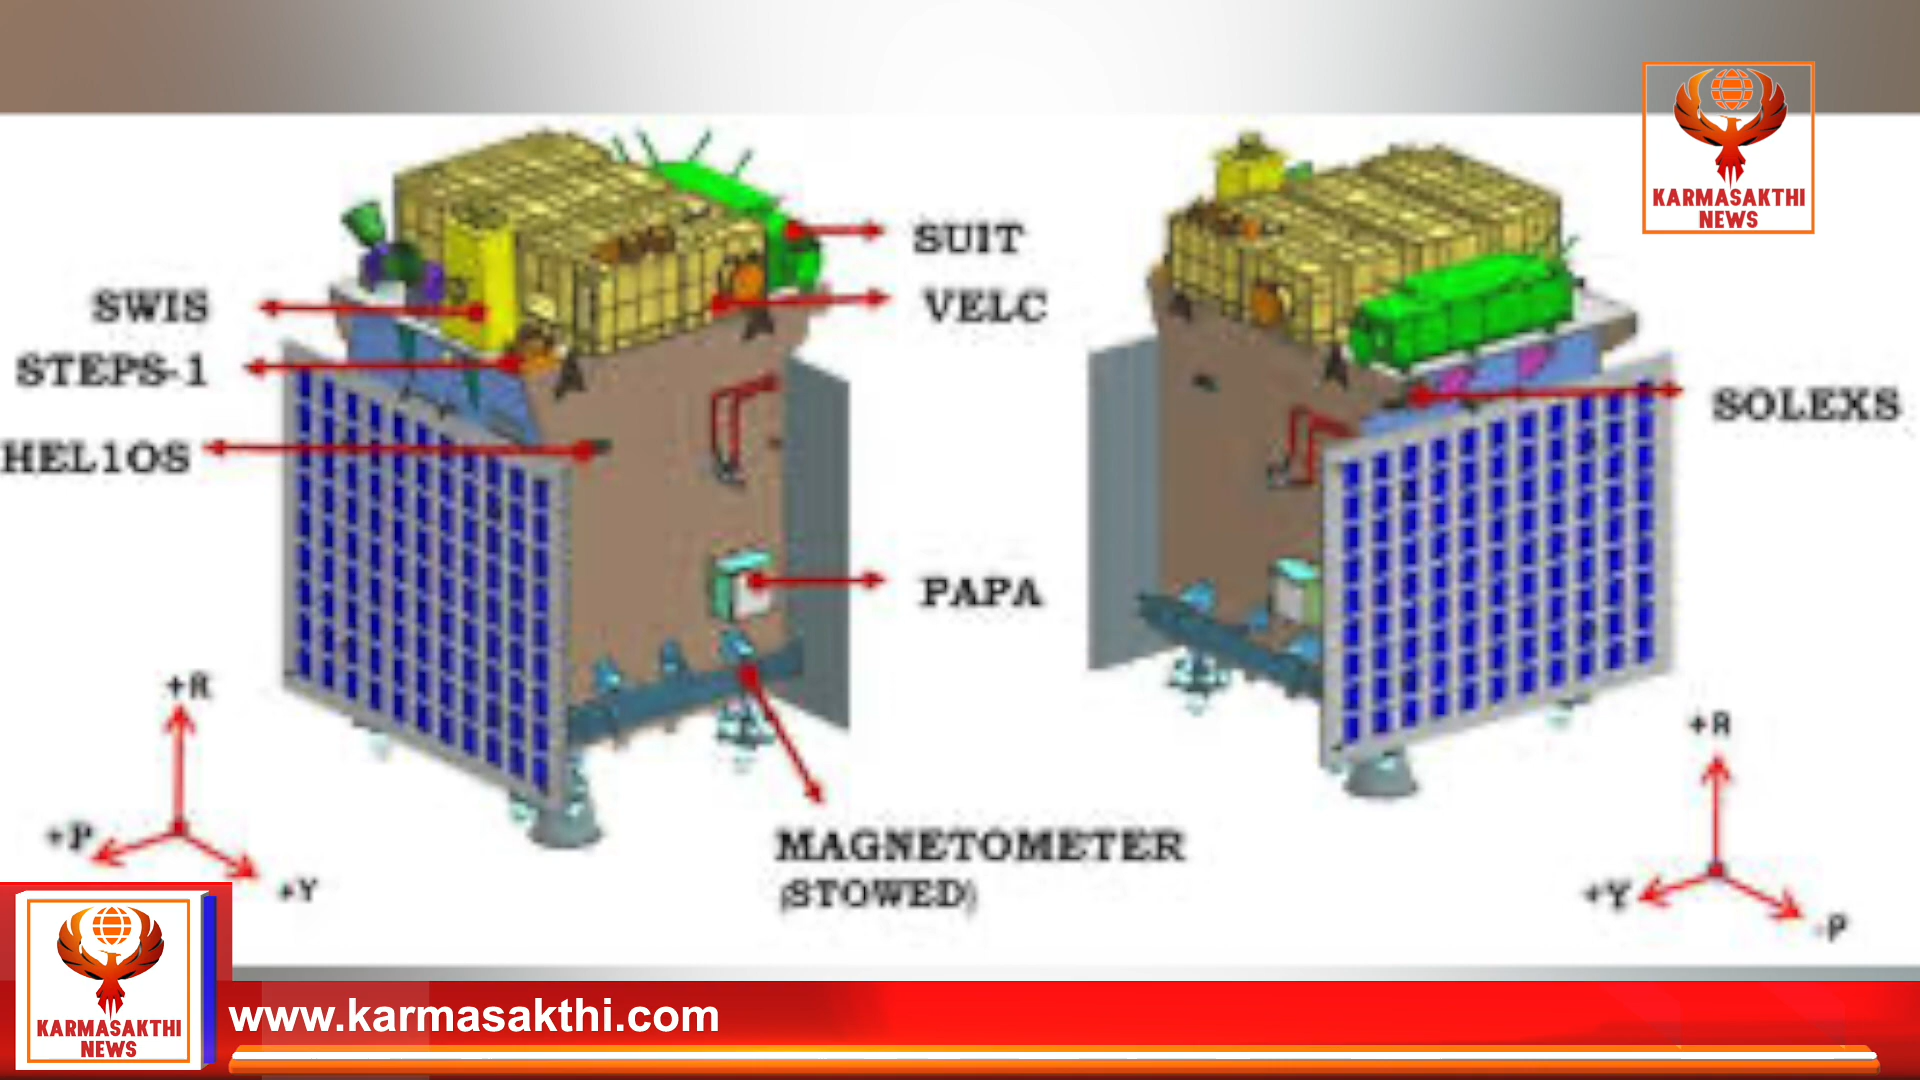 KARMASAKTHI
NEWS
SUIT
VELC
SWIS
STEPS-1
HEL1OS
PAPA
MAGNETOMETER
(STOWED)
+R
+P
+Y
SOLEXS
+R
+Y
-P
KARMASAKTHI
NEWS
www.karmasakthi.com